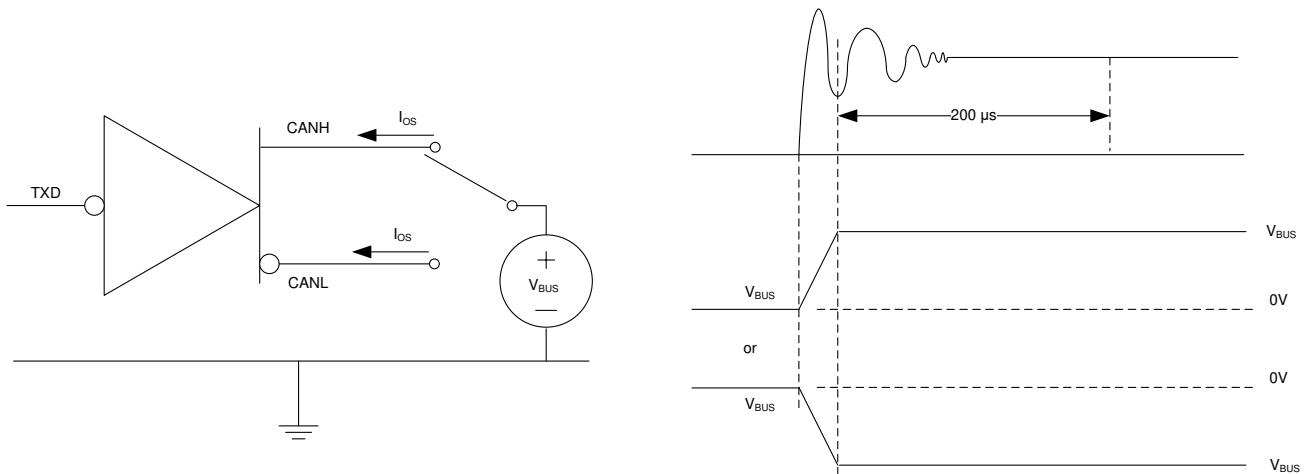 TXD
CANH
I_OS
I_OS
CANL
+
V_BUS
—
200 µs
V_BUS
V_BUS
0V
or
0V
V_BUS
V_BUS